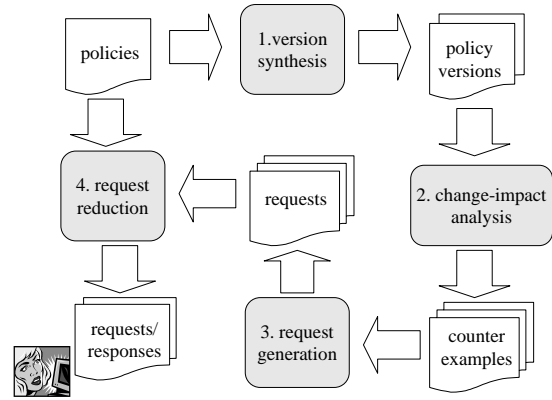 policies
1.version
synthesis
policy
versions
2. change-impact
analysis
counter
examples
3. request
generation
requests
4. request
reduction
requests/
responses